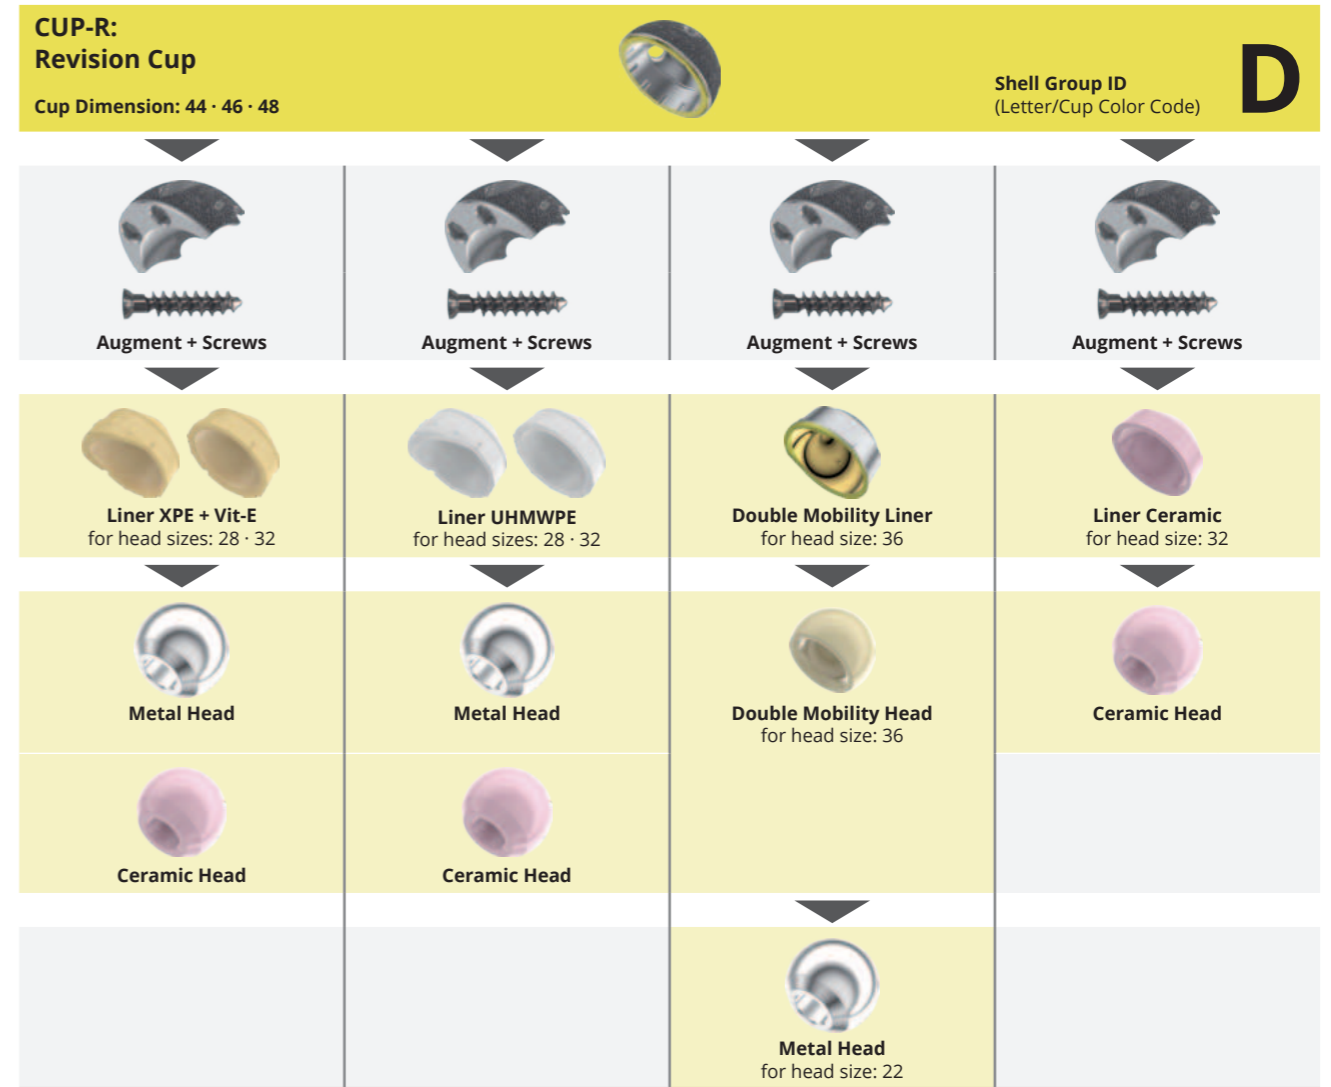 CUP-R:
Revision Cup
Cup Dimension: 44 · 46 · 48
Shell Group ID
(Letter/Cup Color Code)
D
Augment + Screws
Augment + Screws
Augment + Screws
Augment + Screws
Liner XPE + Vit-E
for head sizes: 28 · 32
Liner UHMWPE
for head sizes: 28 · 32
Double Mobility Liner
for head size: 36
Liner Ceramic
for head size: 32
Metal Head
Metal Head
Double Mobility Head
for head size: 36
Ceramic Head
Ceramic Head
Ceramic Head
Metal Head
for head size: 22